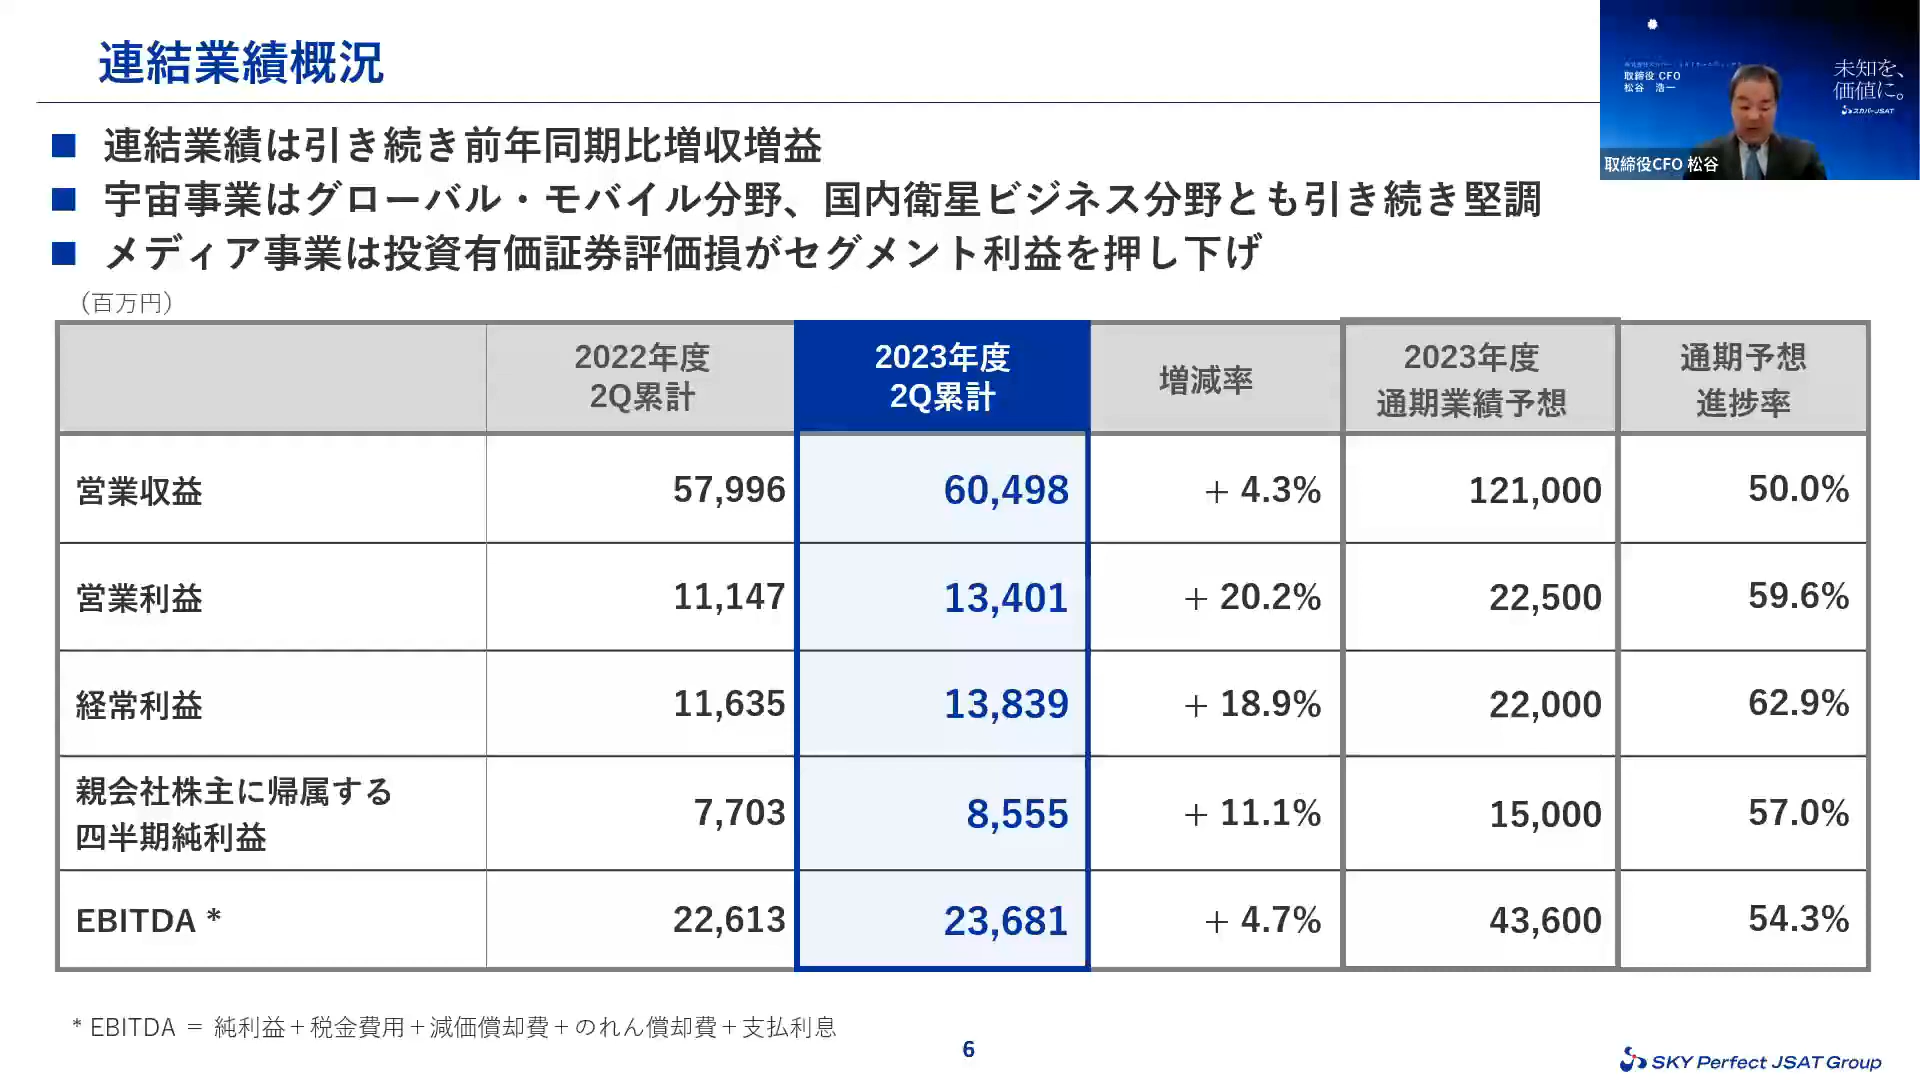 連結業績概況
取締役 CFO
松谷 浩一
未知を、
価値に。
スカパーJSAT
取締役CFO 松谷
■ 連結業績は引き続き前年同期比増収増益
■ 宇宙事業はグローバル・モバイル分野、国内衛星ビジネス分野とも引き続き堅調
■ メディア事業は投資有価証券評価損がセグメント利益を押し下げ
（百万円）
2022年度 2Q累計 2023年度 2Q累計 増減率 2023年度 通期業績予想 通期予想 進捗率
営業収益 57,996 60,498 + 4.3% 121,000 50.0%
営業利益 11,147 13,401 + 20.2% 22,500 59.6%
経常利益 11,635 13,839 + 18.9% 22,000 62.9%
親会社株主に帰属する
四半期純利益 7,703 8,555 + 11.1% 15,000 57.0%
EBITDA * 22,613 23,681 + 4.7% 43,600 54.3%
* EBITDA ＝ 純利益＋税金費用＋減価償却費＋のれん償却費＋支払利息
6
SKY Perfect JSAT Group